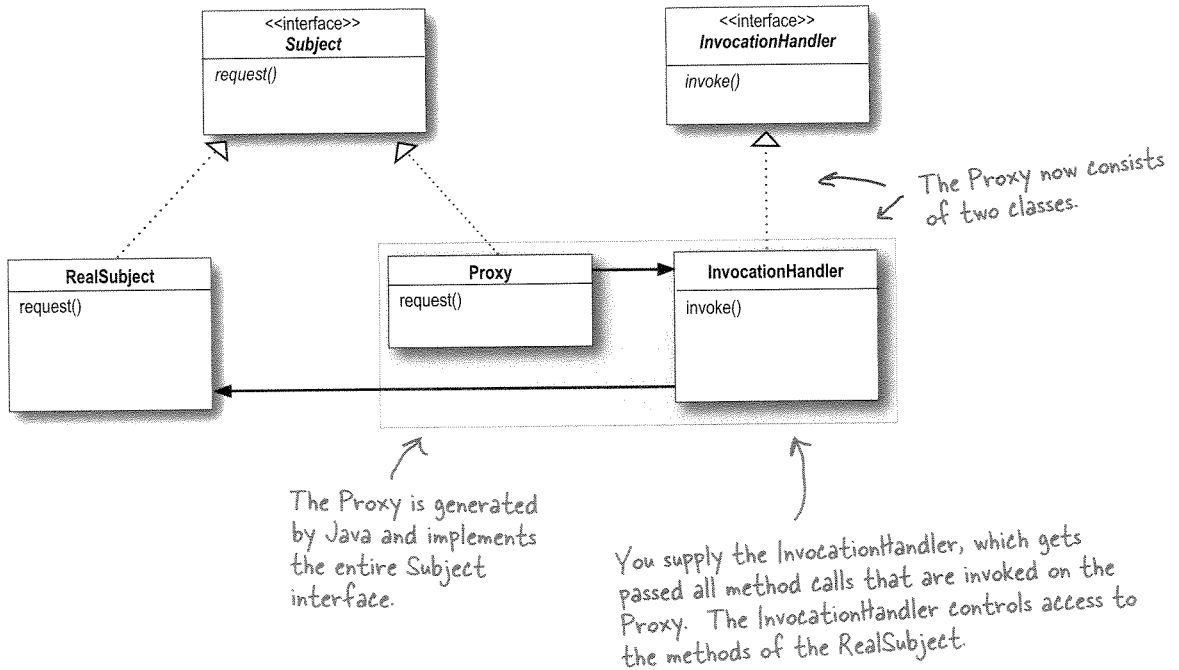 <<interface>>
Subject
request()
<<interface>>
InvocationHandler
invoke()
The Proxy now consists
of two classes.
RealSubject
request()
Proxy
request()
InvocationHandler
invoke()
The Proxy is generated
by Java and implements
the entire Subject
interface.
You supply the InvocationHandler, which gets
passed all method calls that are invoked on the
Proxy. The InvocationHandler controls access to
the methods of the RealSubject.